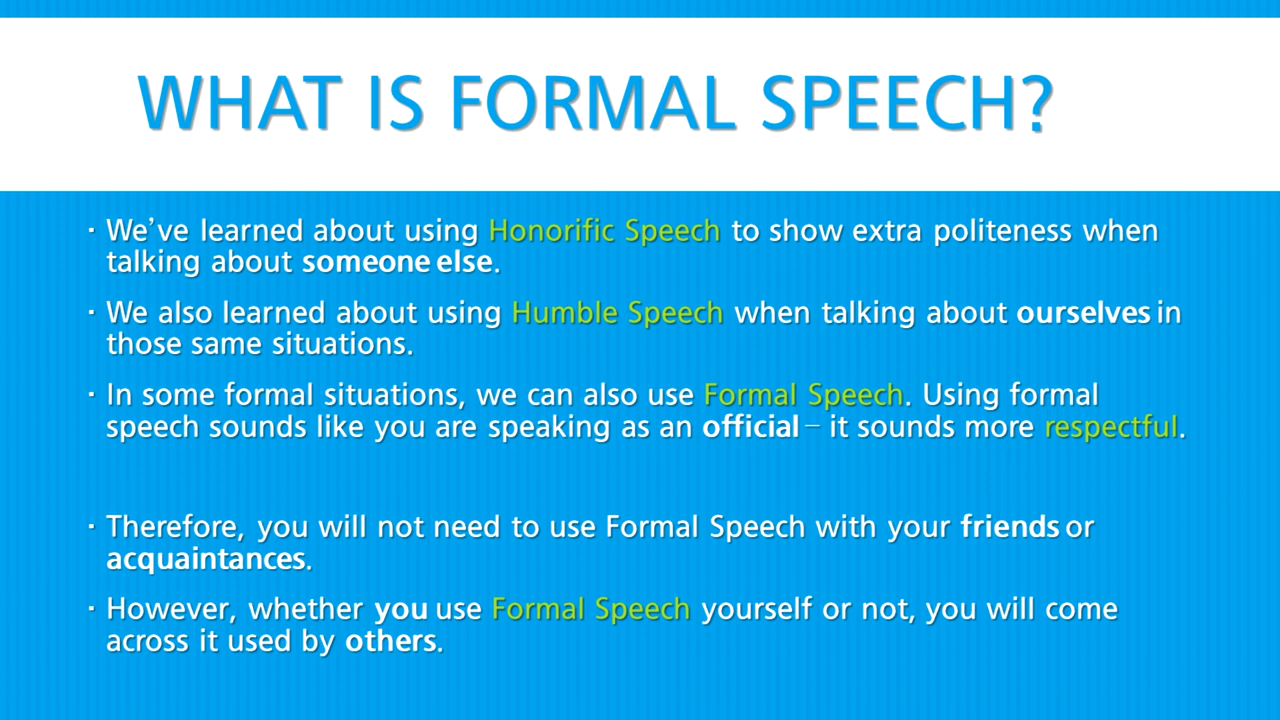 WHAT IS FORMAL SPEECH?
· We’ve learned about using Honorific Speech to show extra politeness when
talking about someone else.
· We also learned about using Humble Speech when talking about ourselves in
those same situations.
· In some formal situations, we can also use Formal Speech. Using formal
speech sounds like you are speaking as an official – it sounds more respectful.
· Therefore, you will not need to use Formal Speech with your friends or
acquaintances.
· However, whether you use Formal Speech yourself or not, you will come
across it used by others.